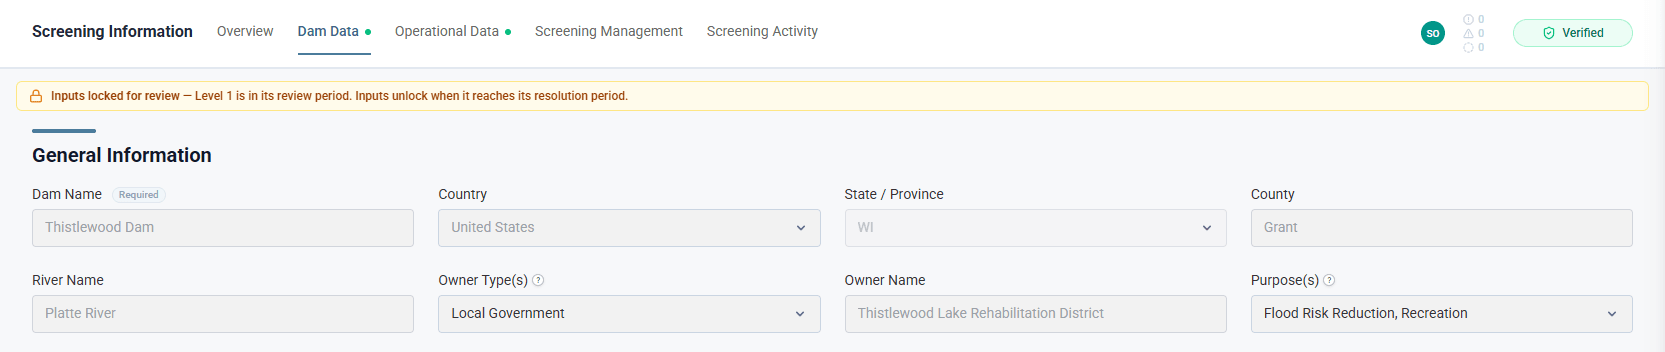 Screening Information Overview Dam Data Operational Data Screening Management Screening Activity
SO
0
0
0
Verified
Inputs locked for review — Level 1 is in its review period. Inputs unlock when it reaches its resolution period.
General Information
Dam Name Required Country State / Province County
Thistlewood Dam United States WI Grant
River Name Owner Type(s) ? Owner Name Purpose(s) ?
Platte River Local Government Thistlewood Lake Rehabilitation District Flood Risk Reduction, Recreation